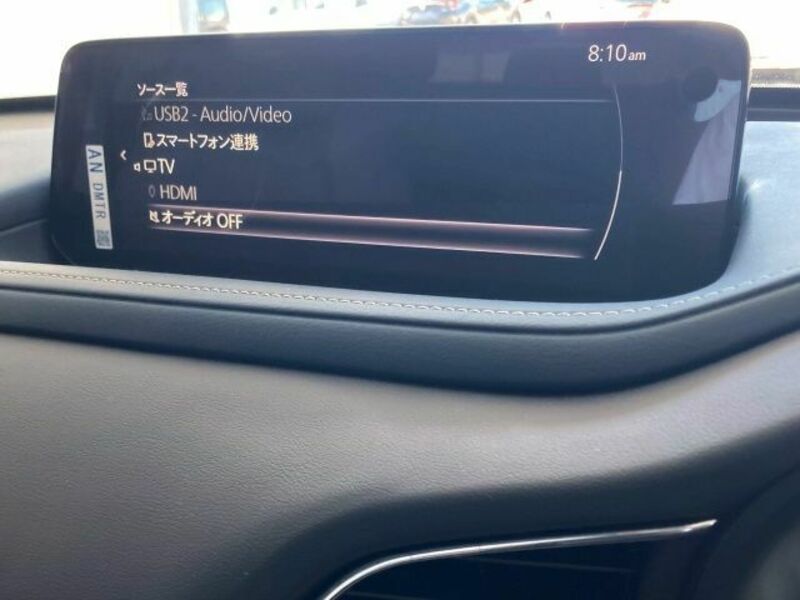 8:10am
ソース一覧
USB2 - Audio/Video
スマートフォン連携
TV
HDMI
オーディオ OFF
AN DMTR